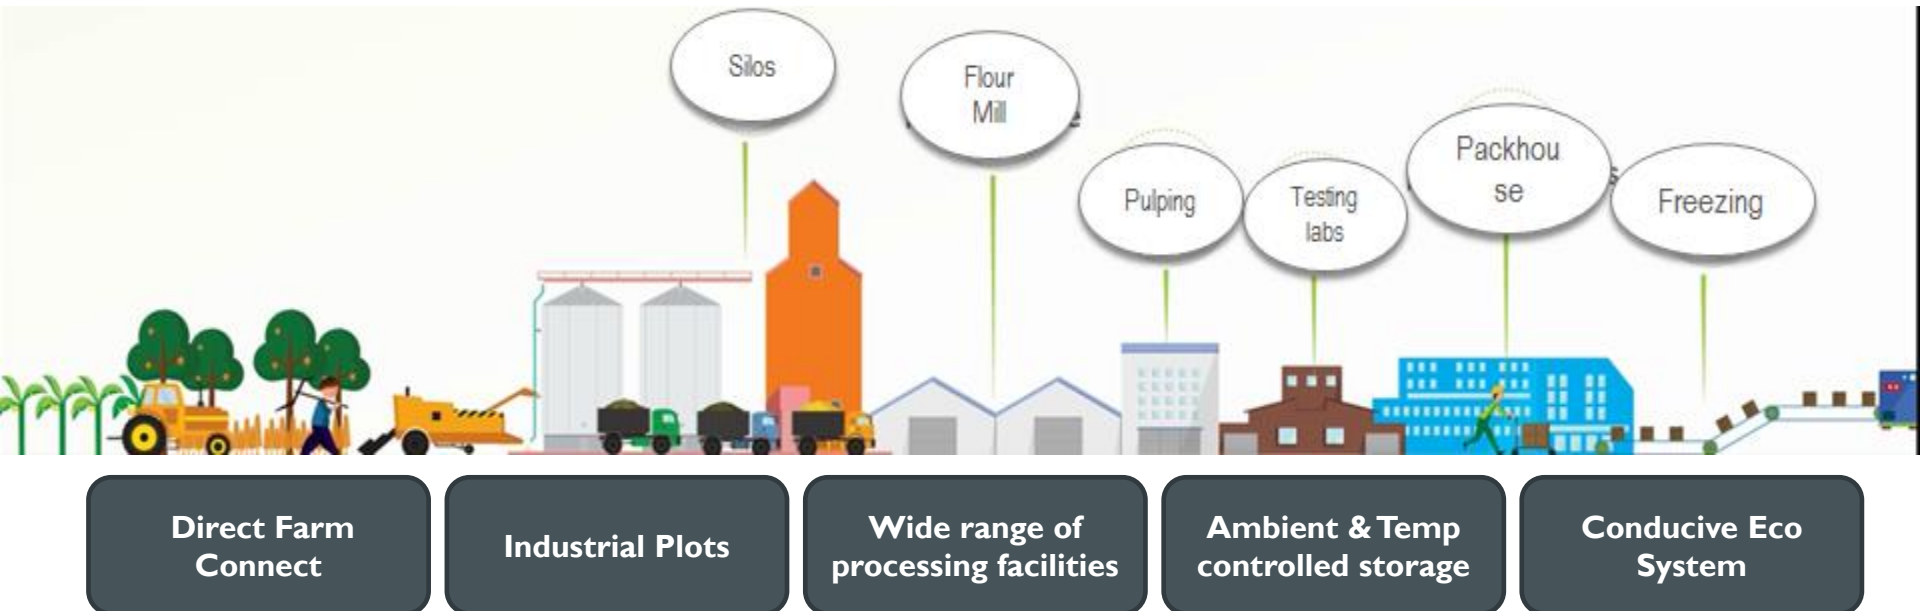 Silos
Flour
Mill
Pulping
Testing
labs
Packhou
se
Freezing
Direct Farm
Connect
Industrial Plots
Wide range of
processing facilities
Ambient & Temp
controlled storage
Conducive Eco
System